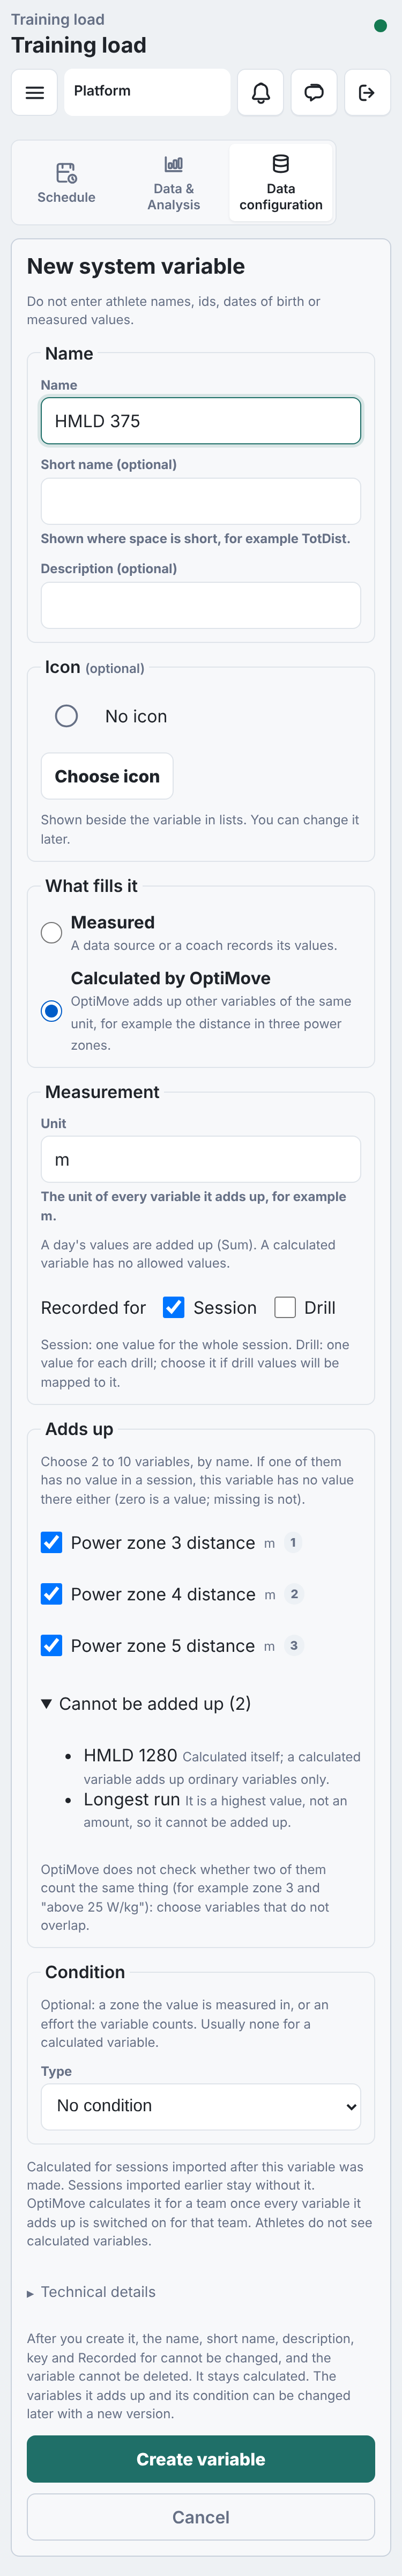 Training load
Training load
Platform
Schedule
Data &
Analysis
Data
configuration
New system variable
Do not enter athlete names, ids, dates of birth or
measured values.
Name
Name
HMLD 375
Short name (optional)
Shown where space is short, for example TotDist.
Description (optional)
Icon (optional)
No icon
Choose icon
Shown beside the variable in lists. You can change it
later.
What fills it
Measured
A data source or a coach records its values.
Calculated by OptiMove
OptiMove adds up other variables of the same
unit, for example the distance in three power
zones.
Measurement
Unit
m
The unit of every variable it adds up, for example
m.
A day's values are added up (Sum). A calculated
variable has no allowed values.
Recorded for Session Drill
Session: one value for the whole session. Drill: one
value for each drill; choose it if drill values will be
mapped to it.
Adds up
Choose 2 to 10 variables, by name. If one of them
has no value in a session, this variable has no value
there either (zero is a value; missing is not).
Power zone 3 distance m 1
Power zone 4 distance m 2
Power zone 5 distance m 3
▼ Cannot be added up (2)
• HMLD 1280 Calculated itself; a calculated
variable adds up ordinary variables only.
• Longest run It is a highest value, not an
amount, so it cannot be added up.
OptiMove does not check whether two of them
count the same thing (for example zone 3 and
"above 25 W/kg"): choose variables that do not
overlap.
Condition
Optional: a zone the value is measured in, or an
effort the variable counts. Usually none for a
calculated variable.
Type
No condition
Calculated for sessions imported after this variable was
made. Sessions imported earlier stay without it.
OptiMove calculates it for a team once every variable it
adds up is switched on for that team. Athletes do not see
calculated variables.
▶ Technical details
After you create it, the name, short name, description,
key and Recorded for cannot be changed, and the
variable cannot be deleted. It stays calculated. The
variables it adds up and its condition can be changed
later with a new version.
Create variable
Cancel